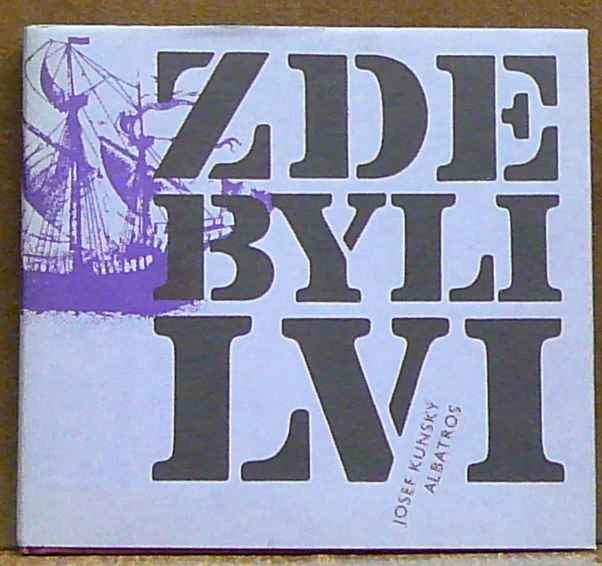 ZDE
BYLI
LVI
JOSEF KUNSKÝ
ALBATROS